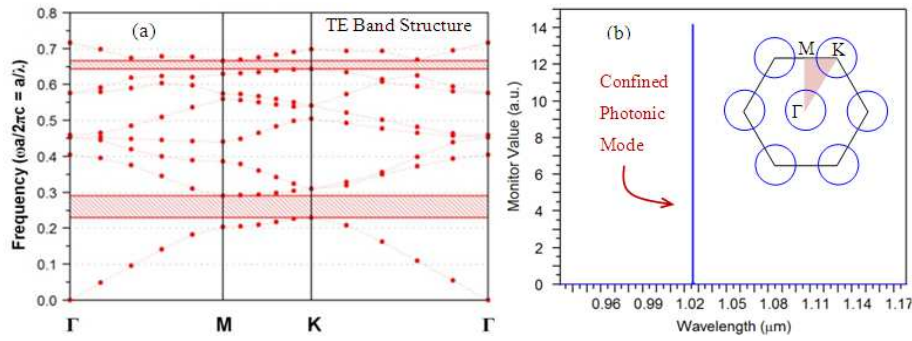 (a)
TE Band Structure
Frequency (ωa/2πc = a/λ)
0.8
0.7
0.6
0.5
0.4
0.3
0.2
0.1
0.0
Γ
M
K
Γ
(b)
Monitor Value (a.u.)
14
12
10
8
6
4
2
0
Confined
Photonic
Mode
M
K
Γ
0.96
0.99
1.02
1.05
1.08
1.11
1.14
1.17
Wavelength (μm)